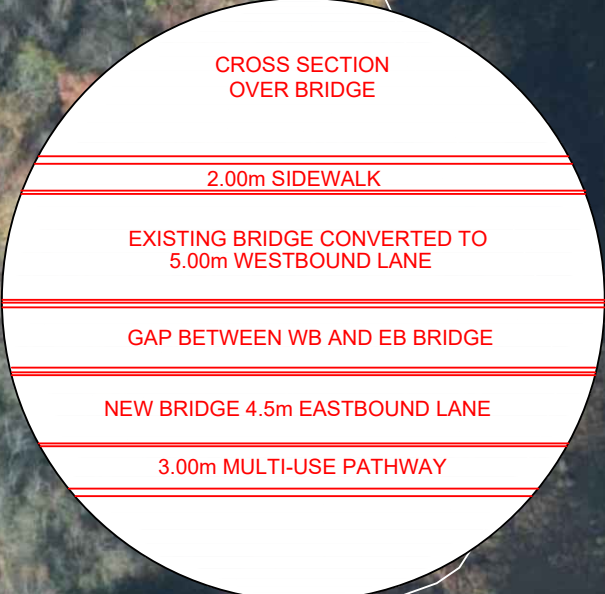 CROSS SECTION
OVER BRIDGE
2.00m SIDEWALK
EXISTING BRIDGE CONVERTED TO
5.00m WESTBOUND LANE
GAP BETWEEN WB AND EB BRIDGE
NEW BRIDGE 4.5m EASTBOUND LANE
3.00m MULTI-USE PATHWAY